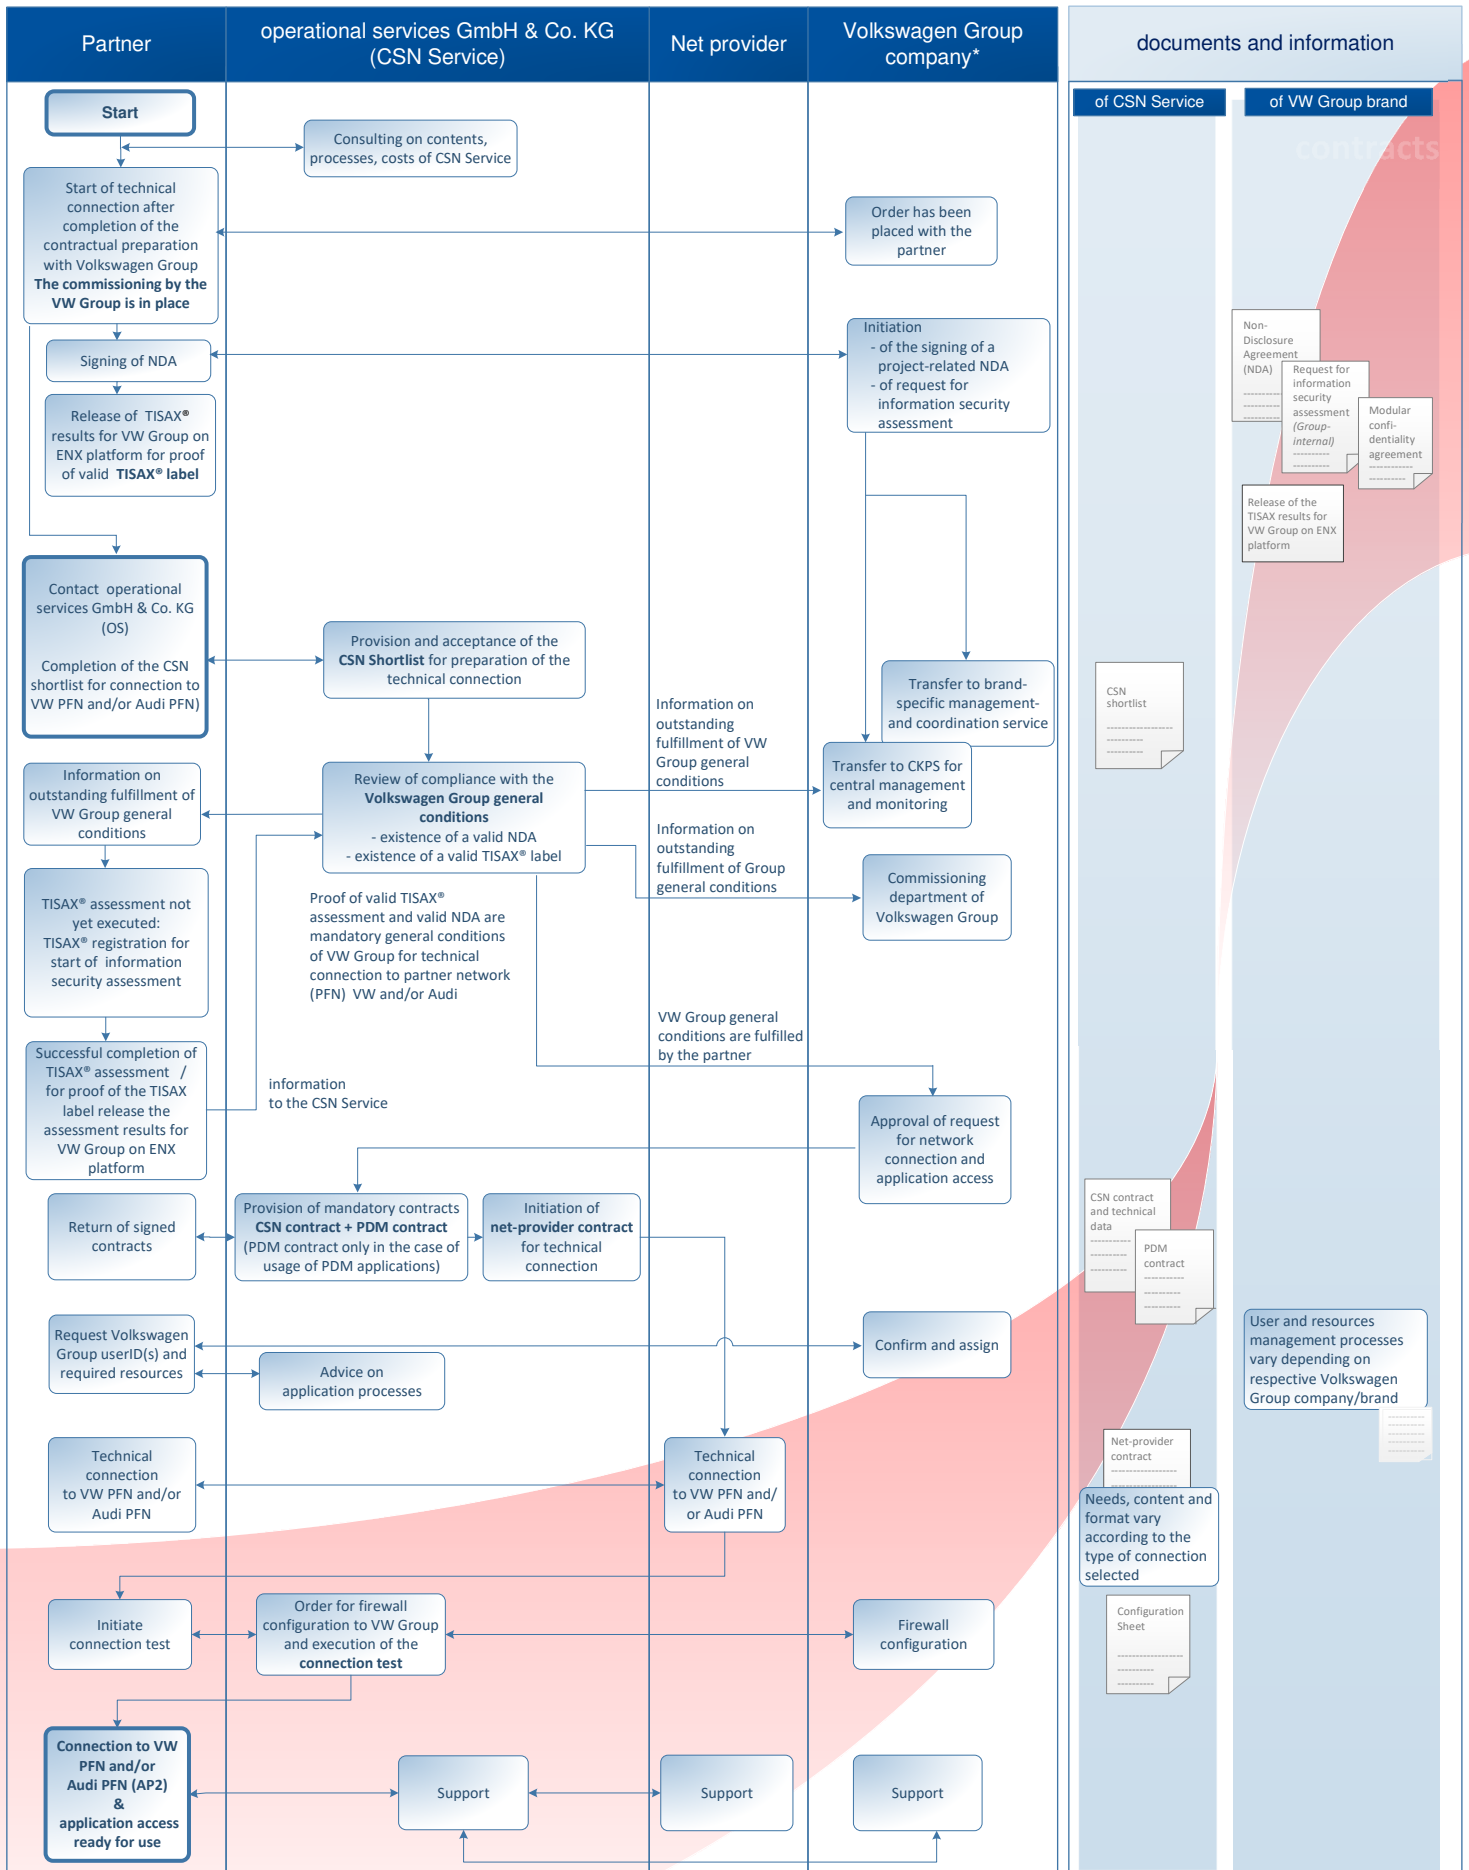 Partner
operational services GmbH & Co. KG
(CSN Service)
Net provider
Volkswagen Group
company*
documents and information
of CSN Service
of VW Group brand
contracts
Start
Consulting on contents,
processes, costs of CSN Service
Start of technical
connection after
completion of the
contractual preparation
with Volkswagen Group
The commissioning by the
VW Group is in place
Order has been
placed with the
partner
Signing of NDA
Initiation
- of the signing of a
project-related NDA
- of request for
information security
assessment
Non-
Disclosure
Agreement
(NDA)
----------
----------
Request for
information
security
assessment
(Group-
internal)
----------
----------
Modular
confi-
dentiality
agreement
------------
----------
Release of TISAX®
results for VW Group on
ENX platform for proof
of valid TISAX® label
Release of the
TISAX results for
VW Group on ENX
platform
Contact operational
services GmbH & Co. KG
(OS)
Completion of the CSN
shortlist for connection to
VW PFN and/or Audi PFN)
Provision and acceptance of the
CSN Shortlist for preparation of the
technical connection
Transfer to brand-
specific management-
and coordination service
CSN
shortlist
------------------
----------
----------
Information on
outstanding
fulfillment of VW
Group general
conditions
Transfer to CKPS for
central management
and monitoring
Information on
outstanding fulfillment of
VW Group general
conditions
Review of compliance with the
Volkswagen Group general
conditions
- existence of a valid NDA
- existence of a valid TISAX® label
Information on
outstanding
fulfillment of Group
general conditions
Commissioning
department of
Volkswagen Group
TISAX® assessment not
yet executed:
TISAX® registration for
start of information
security assessment
Proof of valid TISAX®
assessment and valid NDA are
mandatory general conditions
of VW Group for technical
connection to partner network
(PFN) VW and/or Audi
VW Group general
conditions are fulfilled
by the partner
Successful completion of
TISAX® assessment /
for proof of the TISAX
label release the
assessment results for
VW Group on ENX
platform
information
to the CSN Service
Approval of request
for network
connection and
application access
Return of signed
contracts
Provision of mandatory contracts
CSN contract + PDM contract
(PDM contract only in the case of
usage of PDM applications)
Initiation of
net-provider contract
for technical
connection
CSN contract
and technical
data
-----------
----------
----------
PDM
contract
-----------
----------
----------
Request Volkswagen
Group userID(s) and
required resources
Advice on
application processes
Confirm and assign
User and resources
management processes
vary depending on
respective Volkswagen
Group company/brand
----------
----------
----------
----------
Technical
connection
to VW PFN and/or
Audi PFN
Technical
connection
to VW PFN and/
or Audi PFN
Net-provider
contract
------------------
------------------
Needs, content and
format vary
according to the
type of connection
selected
Initiate
connection test
Order for firewall
configuration to VW Group
and execution of the
connection test
Firewall
configuration
Configuration
Sheet
------------------
----------
----------
Connection to VW
PFN and/or
Audi PFN (AP2)
&
application access
ready for use
Support
Support
Support